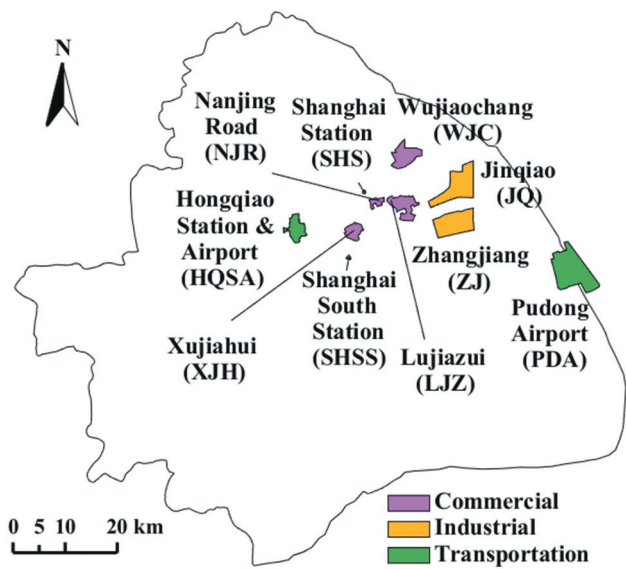 N
Nanjing
Road
(NJR)
Shanghai
Station
(SHS)
Wujiaochang
(WJC)
Jinqiao
(JQ)
Hongqiao
Station &
Airport
(HQSA)
Zhangjiang
(ZJ)
Shanghai
South
Station
(SHSS)
Pudong
Airport
(PDA)
Xujiahui
(XJH)
Lujiazui
(LJZ)
Commercial
Industrial
Transportation
0 5 10 20 km